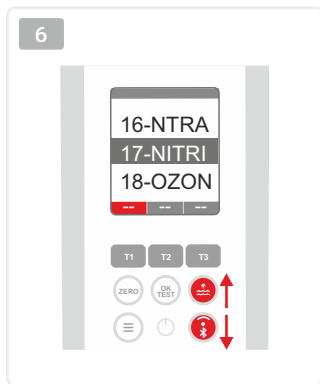 6
16-NTRA
17-NITRI
18-OZON
-- -- --
T1 T2 T3
ZERO OK TEST